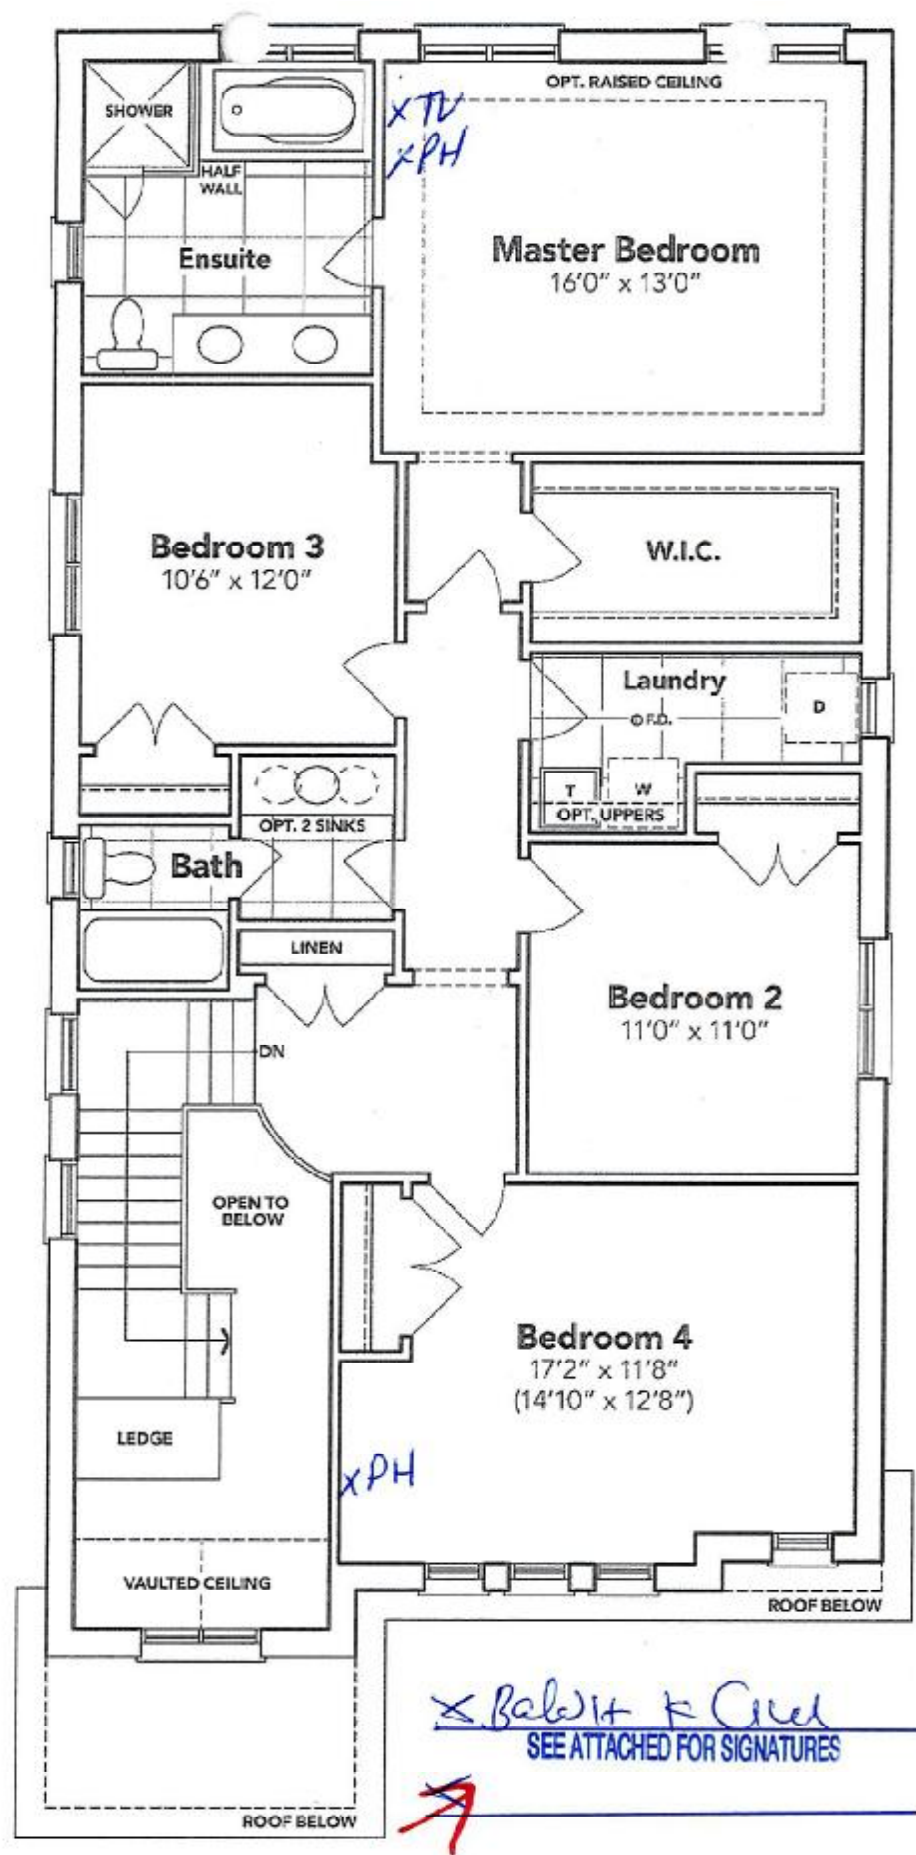 OPT. RAISED CEILING
SHOWER
x TV
x PH
HALF
WALL
Ensuite
Master Bedroom
16'0" x 13'0"
Bedroom 3
10'6" x 12'0"
W.I.C.
Laundry
F.D.
D
T
W
OPT. UPPERS
OPT. 2 SINKS
Bath
LINEN
Bedroom 2
11'0" x 11'0"
DN
OPEN TO
BELOW
Bedroom 4
17'2" x 11'8"
(14'10" x 12'8")
LEDGE
x PH
VAULTED CEILING
ROOF BELOW
X
SEE ATTACHED FOR SIGNATURES
X
ROOF BELOW